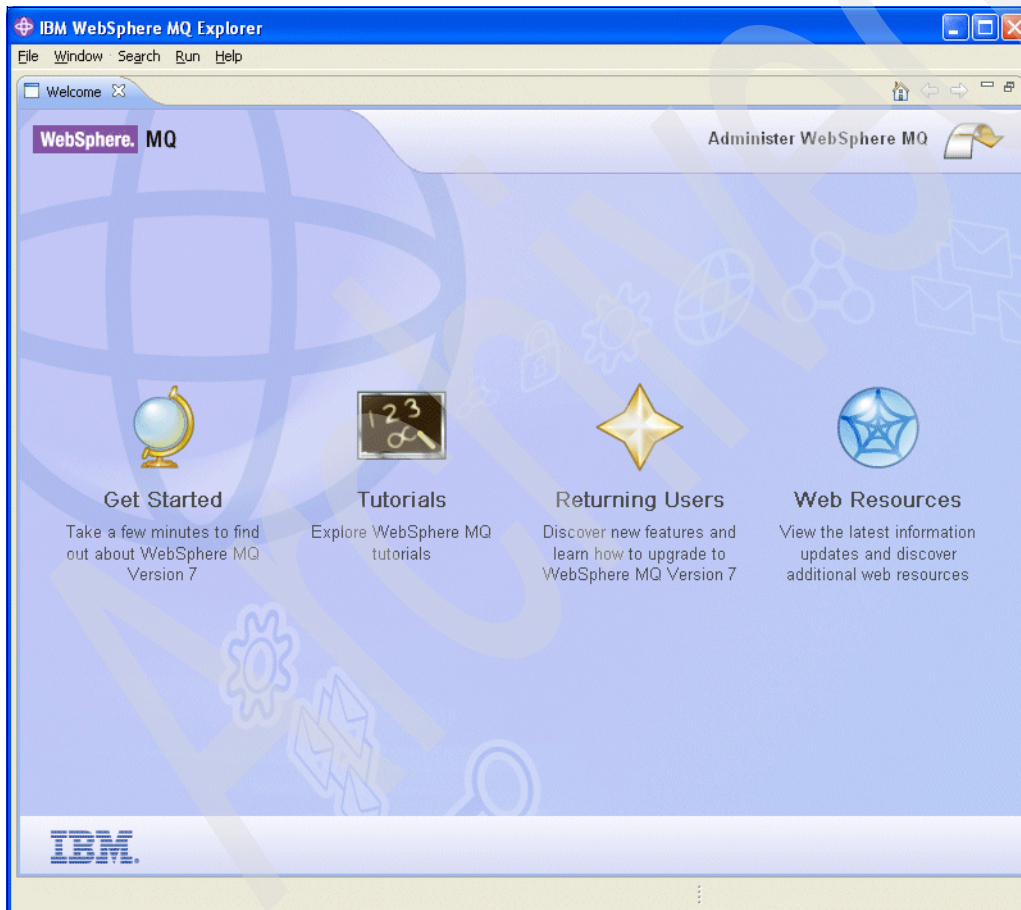 IBM WebSphere MQ Explorer
File Window Search Run Help
Welcome
WebSphere. MQ
Administer WebSphere MQ
1 2 3
Get Started
Take a few minutes to find
out about WebSphere MQ
Version 7
Tutorials
Explore WebSphere MQ
tutorials
Returning Users
Discover new features and
learn how to upgrade to
WebSphere MQ Version 7
Web Resources
View the latest information
updates and discover
additional web resources
IBM.